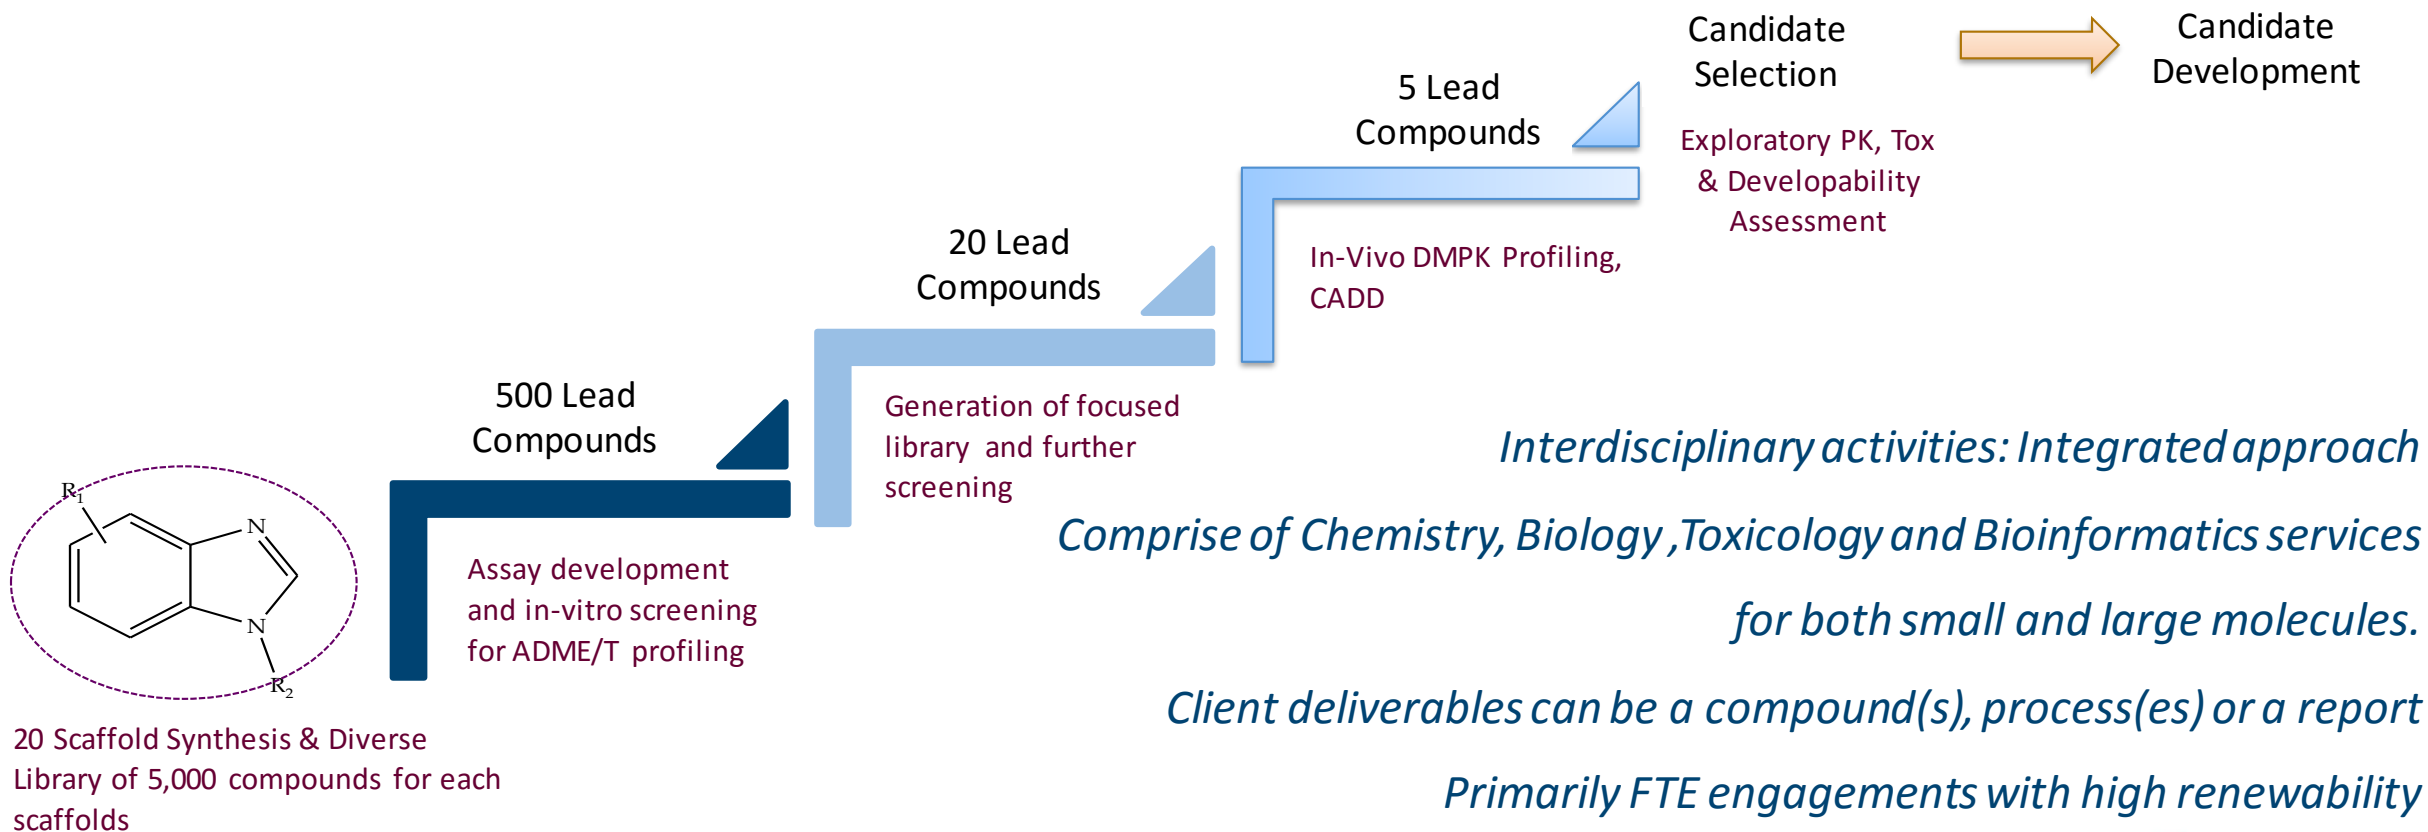 Candidate
Selection
Candidate
Development
Exploratory PK, Tox
& Developability
Assessment
5 Lead
Compounds
In-Vivo DMPK Profiling,
CADD
20 Lead
Compounds
Generation of focused
library and further
screening
500 Lead
Compounds
Assay development
and in-vitro screening
for ADME/T profiling
R1
N
N
R2
20 Scaffold Synthesis & Diverse
Library of 5,000 compounds for each
scaffolds
Interdisciplinary activities: Integrated approach
Comprise of Chemistry, Biology ,Toxicology and Bioinformatics services
for both small and large molecules.
Client deliverables can be a compound(s), process(es) or a report
Primarily FTE engagements with high renewability